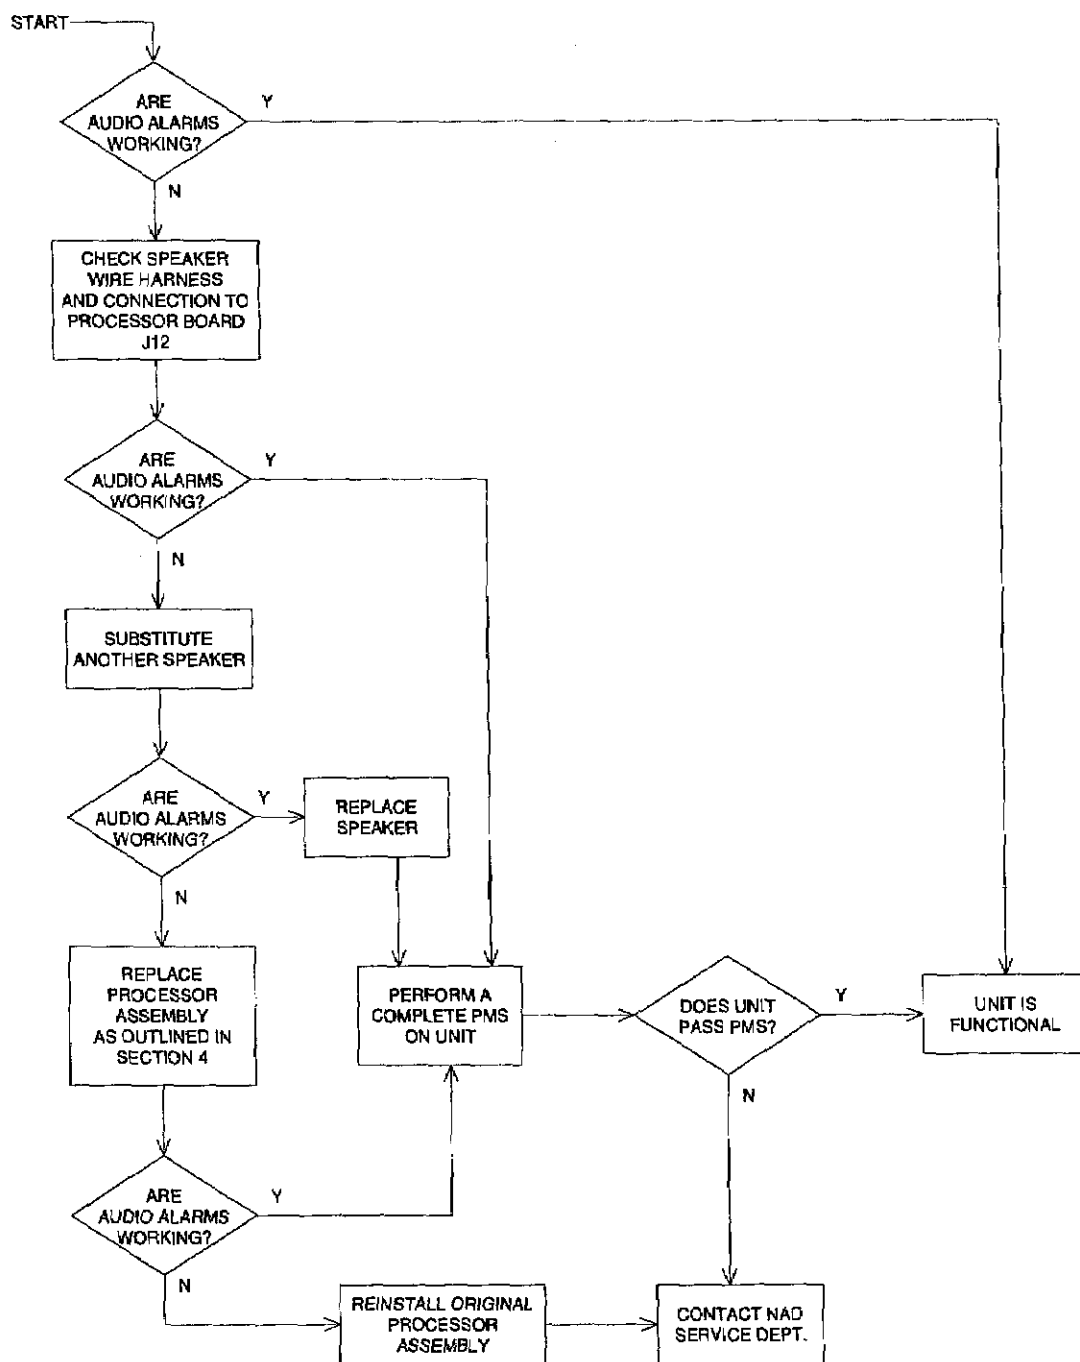 START
ARE
AUDIO ALARMS
WORKING?
Y
N
CHECK SPEAKER
WIRE HARNESS
AND CONNECTION TO
PROCESSOR BOARD
J12
ARE
AUDIO ALARMS
WORKING?
Y
N
SUBSTITUTE
ANOTHER SPEAKER
ARE
AUDIO ALARMS
WORKING?
Y
REPLACE
SPEAKER
N
REPLACE
PROCESSOR
ASSEMBLY
AS OUTLINED IN
SECTION 4
PERFORM A
COMPLETE PMS
ON UNIT
DOES UNIT
PASS PMS?
Y
UNIT IS
FUNCTIONAL
N
ARE
AUDIO ALARMS
WORKING?
Y
N
REINSTALL ORIGINAL
PROCESSOR
ASSEMBLY
CONTACT NAD
SERVICE DEPT.